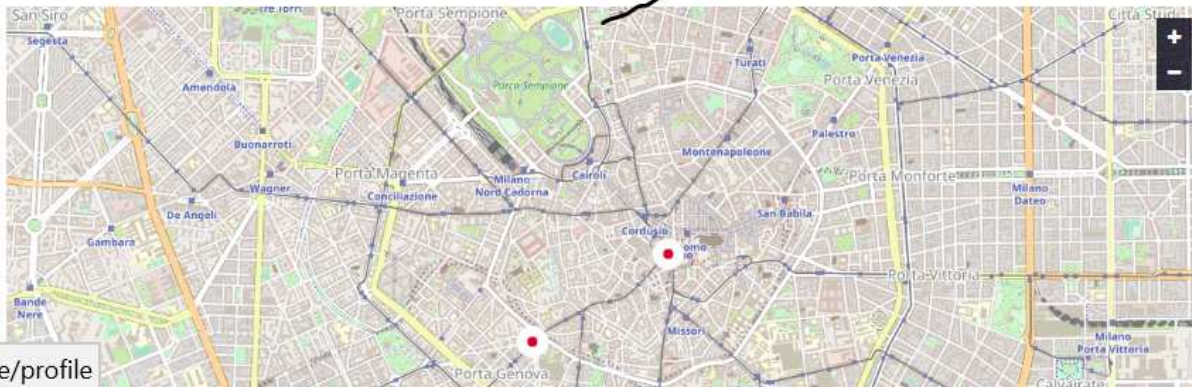 San Siro
Tre Torri
Porta Sempione
Città Studi
Segesta
+
Turati
Porta Venezia
Amendola
Parco Sempione
Porta Venezia
−
Palestro
Buonarroti
Montenapoleone
Porta Magenta
Cairoli
Porta Monforte
Wagner
Conciliazione
Milano
Nord Cadorna
Milano
Dateo
De Angeli
San Babila
Gambara
Cordusio
omo
Porta Vittoria
Bande
Nere
Missori
Milano
Porta Vittoria
e/profile
Porta Genova
Calvairate